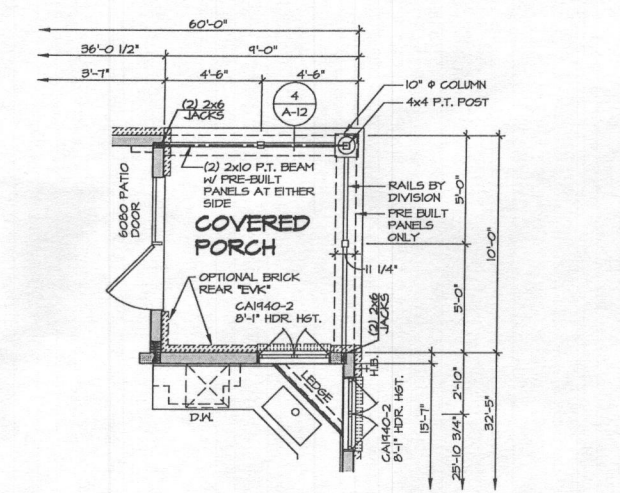 60'-0"
36'-0 1/2"
9'-0"
3'-7"
4'-6"
4'-6"
4
A-12
10" Φ COLUMN
4x4 P.T. POST
(2) 2x6
JACKS
(2) 2x10 P.T. BEAM
w/ PRE-BUILT
PANELS AT EITHER
SIDE
6080 PATIO
DOOR
COVERED
PORCH
RAILS BY
DIVISION
PRE BUILT
PANELS
ONLY
5'-0"
10'-0"
11 1/4"
OPTIONAL BRICK
REAR "EVK"
CA1940-2
8'-1" HDR. HGT.
(2) 2x6
JACKS
5'-0"
H.B.
LEDGE
D.W.
CA1940-2
8'-1" HDR. HGT.
15'-7"
2'-10"
25'-10 3/4"
32'-5"